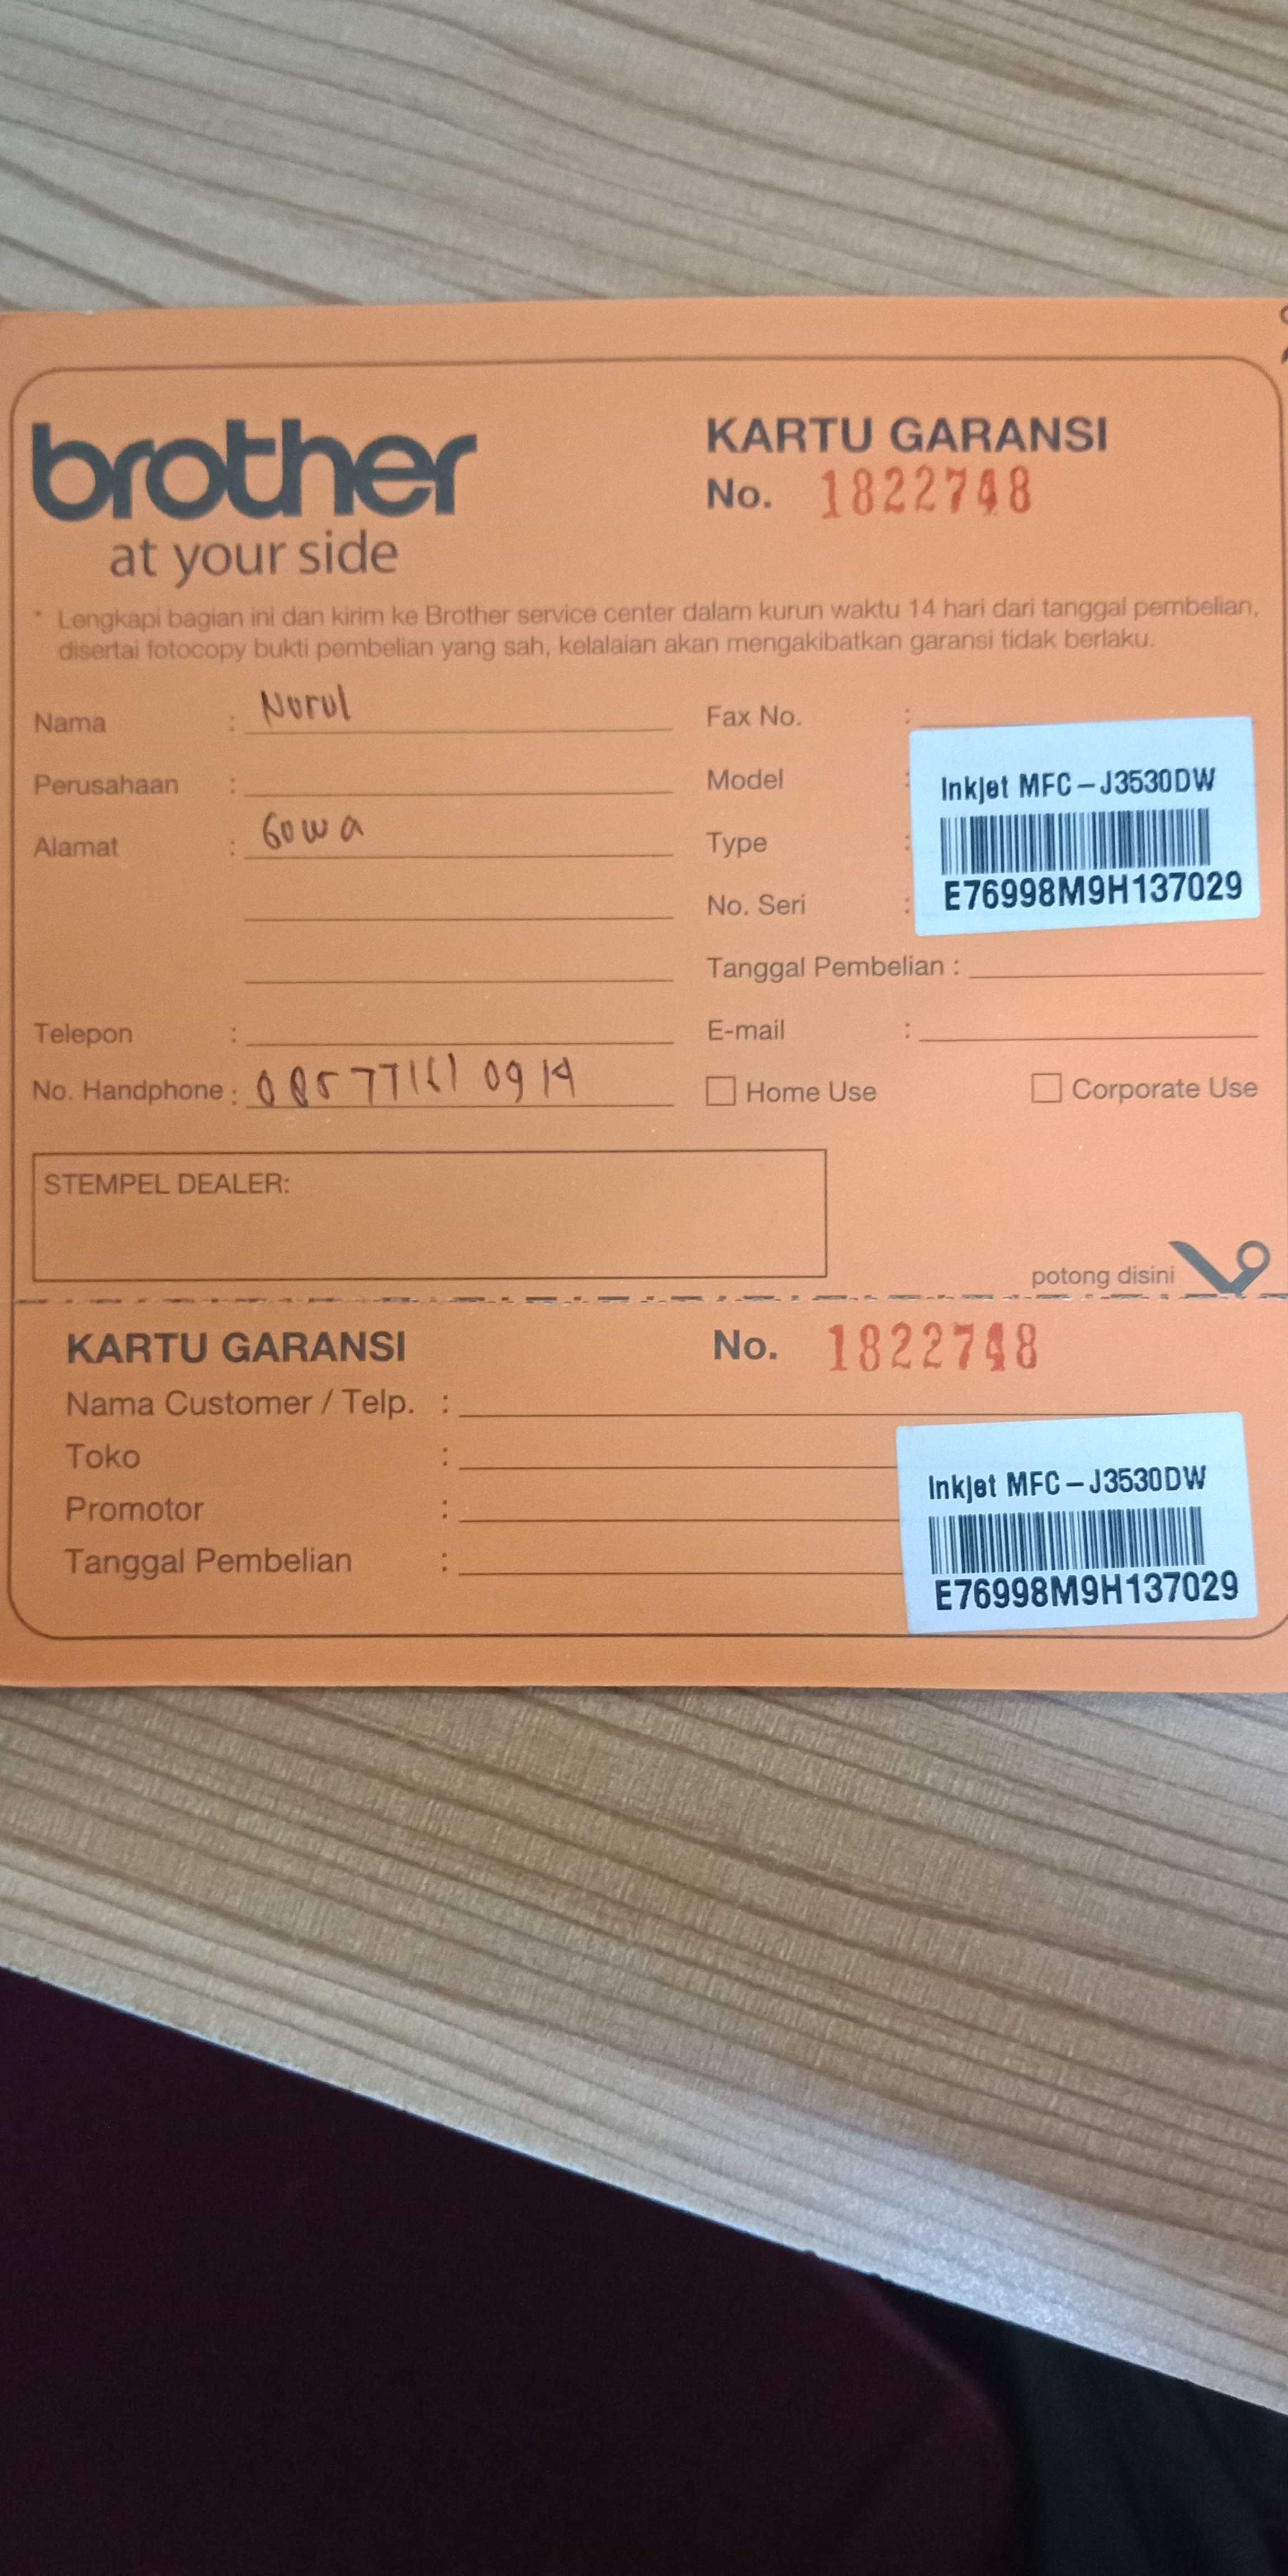 brother
at your side
KARTU GARANSI
No. 1822748
* Lengkapi bagian ini dan kirim ke Brother service center dalam kurun waktu 14 hari dari tanggal pembelian,
disertai fotocopy bukti pembelian yang sah, kelalaian akan mengakibatkan garansi tidak berlaku.
Nama : Nurul
Perusahaan :
Alamat : Gowa
Telepon :
No. Handphone :
Fax No. :
Model :
Type :
No. Seri :
Inkjet MFC-J3530DW
E76998M9H137029
Tanggal Pembelian :
E-mail :
Home Use
Corporate Use
STEMPEL DEALER:
potong disini
KARTU GARANSI
No. 1822748
Nama Customer / Telp. :
Toko :
Promotor :
Tanggal Pembelian :
Inkjet MFC-J3530DW
E76998M9H137029